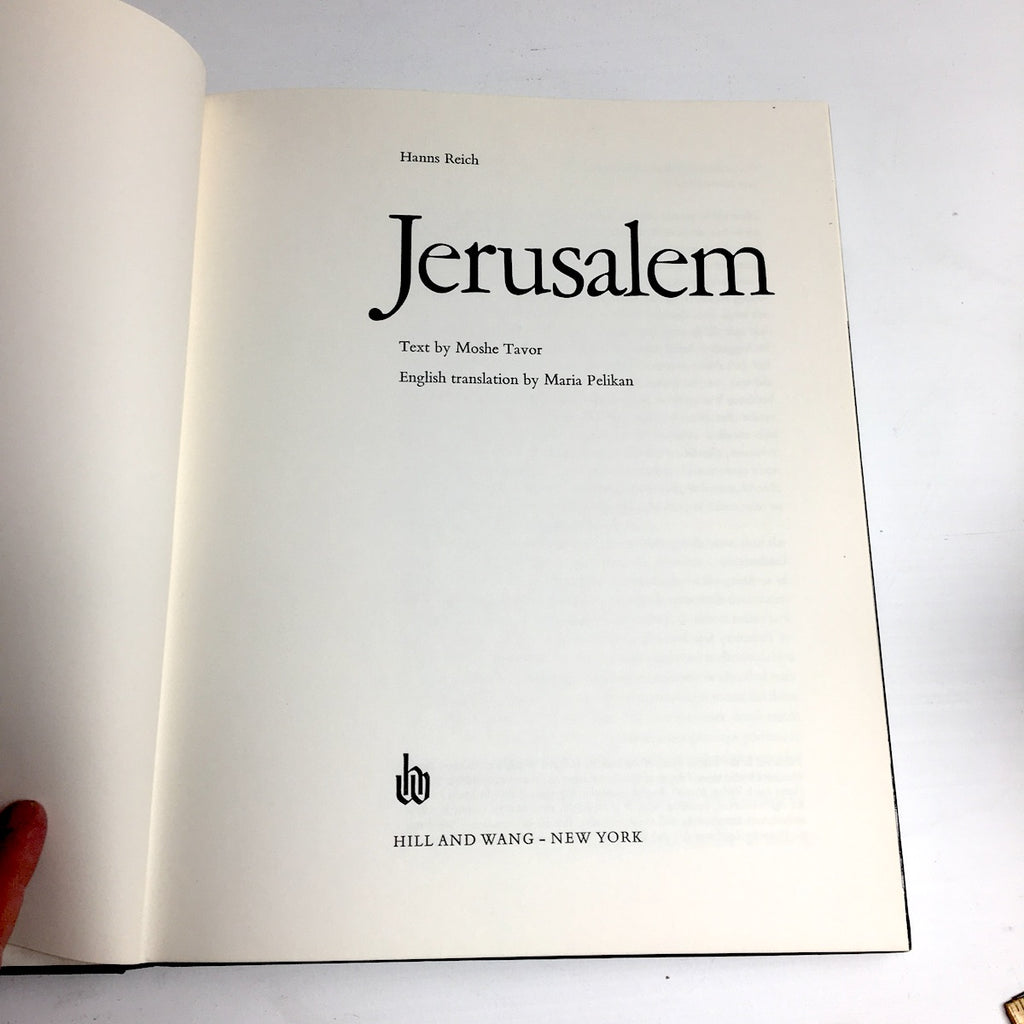 Hanns Reich
Jerusalem
Text by Moshe Tavor
English translation by Maria Pelikan
HILL AND WANG – NEW YORK